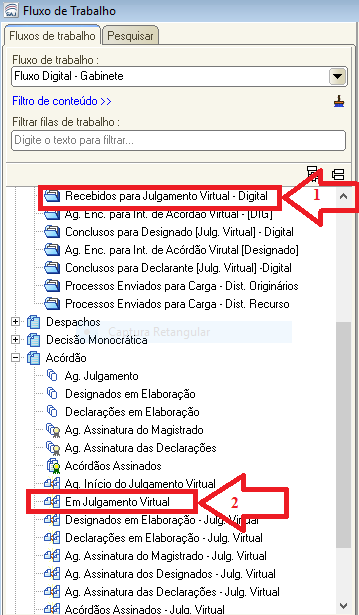 SAJ Fluxo de Trabalho
Fluxos de trabalho Pesquisar
Fluxo de trabalho :
Fluxo Digital - Gabinete
Filtro de conteúdo >>
Filtrar filas de trabalho :
Digite o texto para filtrar...
Recebidos para Julgamento Virtual - Digital
1
Ag. Enc. para Int. de Acórdão Virtual - [DIG]
Conclusos para Designado [Julg. Virtual] - Digital
Ag. Enc. para Int. de Acórdão Virutal [Designado]
Conclusos para Declarante [Julg. Virtual] -Digital
Processos Enviados para Carga - Dist. Originários
Processos Enviados para Carga - Dist. Recurso
Despachos
Captura Retangular
Decisão Monocrática
Acórdão
Ag. Julgamento
Designados em Elaboração
Declarações em Elaboração
Ag. Assinatura do Magistrado
Ag. Assinatura das Declarações
Acórdãos Assinados
Ag. Início do Julgamento Virtual
Em Julgamento Virtual
2
Designados em Elaboração - Julg. Virtual
Declarações em Elaboração - Julg. Virtual
Ag. Assinatura do Magistrado - Julg. Virtual
Ag. Assinatura dos Designados - Julg. Virtual
Ag. Assinatura das Declarações - Julg. Virtual
Acórdãos Assinados - Julg. Virtual